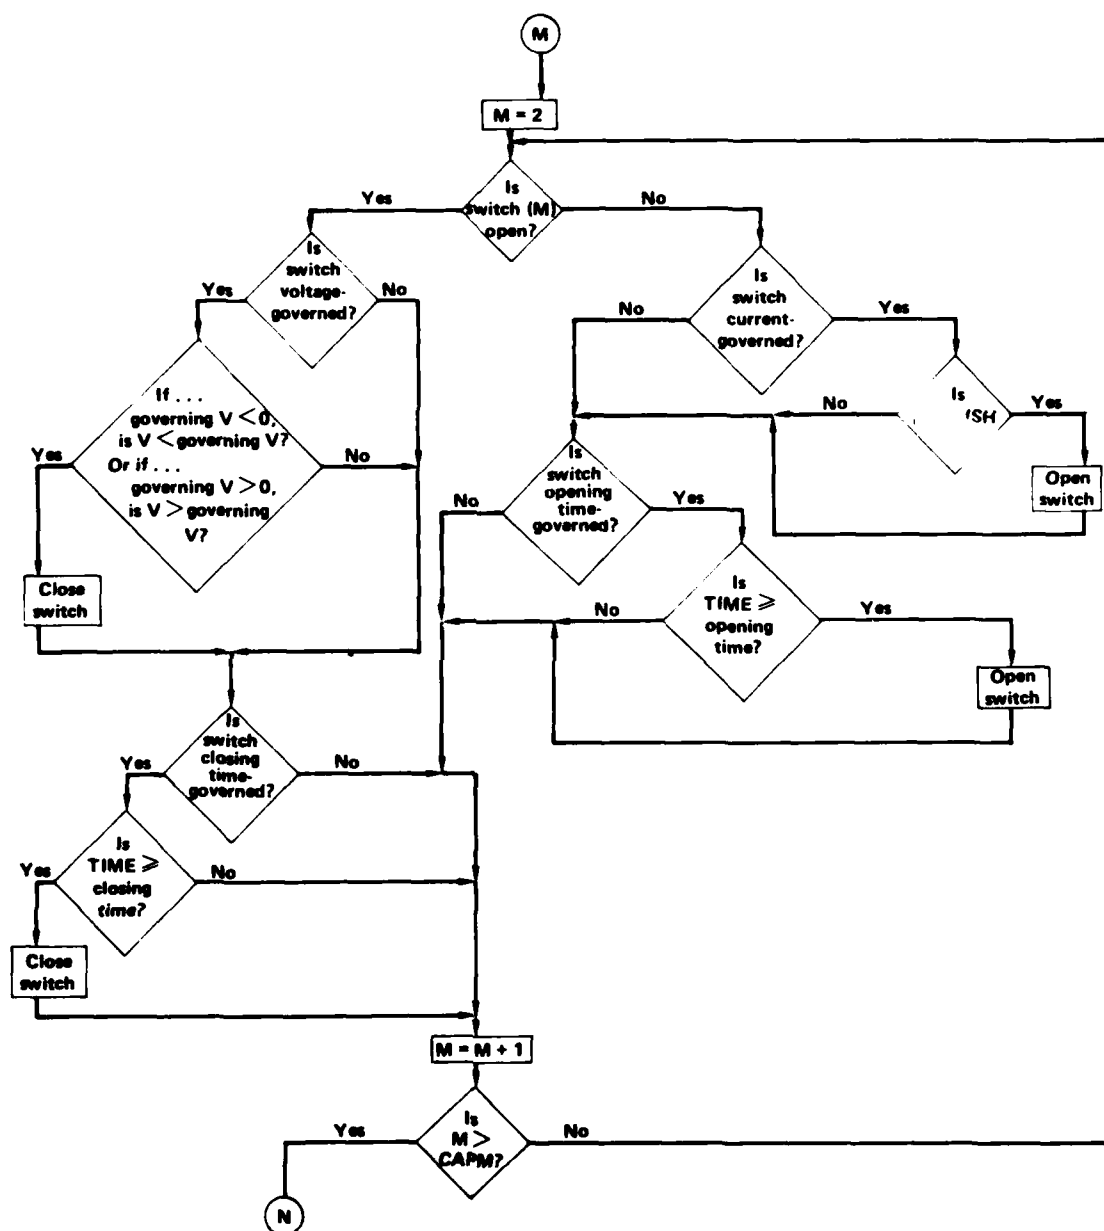 M
M = 2
Is
switch (M)
open?
Yes
No
Is
switch
voltage-
governed?
Yes
No
Is
switch
current-
governed?
No
Yes
If . . .
governing V < 0,
is V < governing V?
Or if . . .
governing V > 0,
is V > governing
V?
Yes
No
Is
No
Yes
Open
switch
Is
switch
opening
time-
governed?
No
Yes
Close
switch
Is
TIME ≥
opening
time?
No
Yes
Open
switch
Is
switch
closing
time-
governed?
Yes
No
Is
TIME ≥
closing
time?
Yes
No
Close
switch
M = M + 1
Is
M >
CAPM?
Yes
No
N